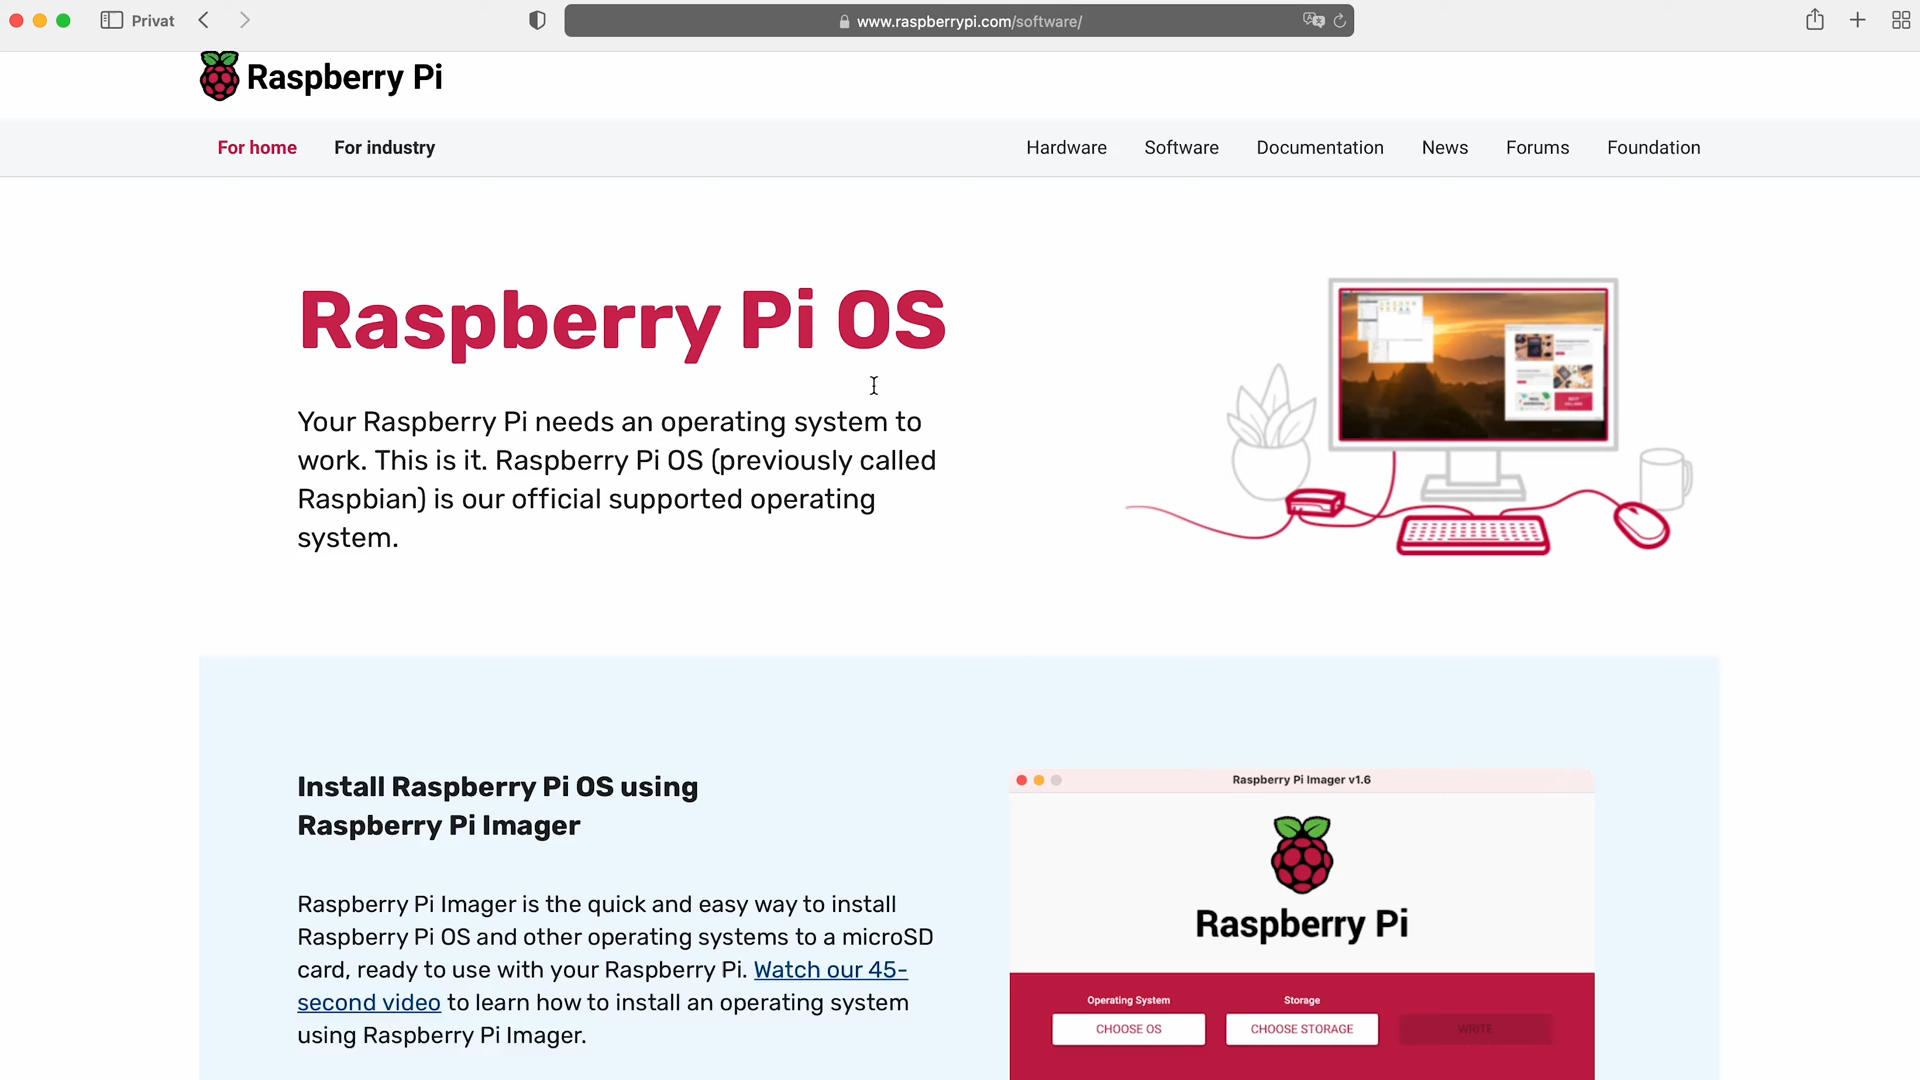 Privat
www.raspberrypi.com/software/
Raspberry Pi
For home
For industry
Hardware
Software
Documentation
News
Forums
Foundation
Raspberry Pi OS
Your Raspberry Pi needs an operating system to
work. This is it. Raspberry Pi OS (previously called
Raspbian) is our official supported operating
system.
Install Raspberry Pi OS using
Raspberry Pi Imager
Raspberry Pi Imager is the quick and easy way to install
Raspberry Pi OS and other operating systems to a microSD
card, ready to use with your Raspberry Pi. Watch our 45-
second video to learn how to install an operating system
using Raspberry Pi Imager.
Raspberry Pi Imager v1.6
Raspberry Pi
Operating System
Storage
CHOOSE OS
CHOOSE STORAGE
WRITE